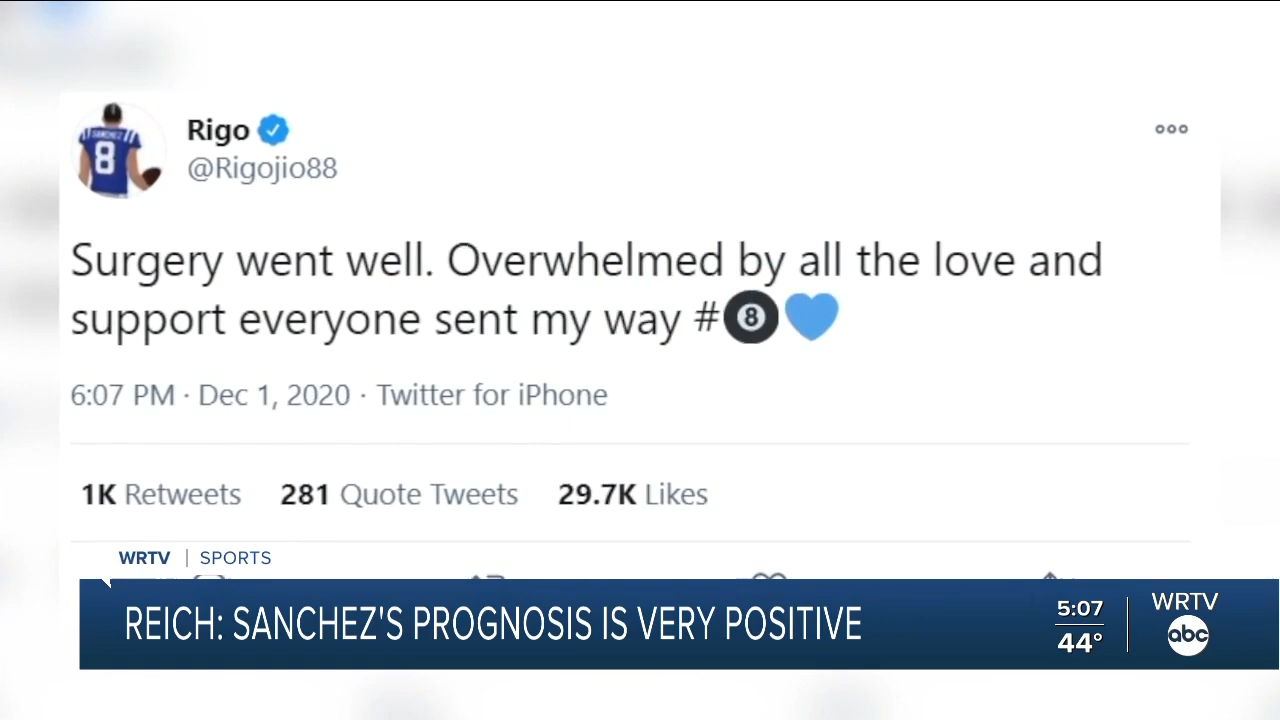 SANCHEZ
8
Rigo
@Rigojio88
Surgery went well. Overwhelmed by all the love and
support everyone sent my way #🎱💙
6:07 PM · Dec 1, 2020 · Twitter for iPhone
1K Retweets 281 Quote Tweets 29.7K Likes
WRTV | SPORTS
REICH: SANCHEZ'S PROGNOSIS IS VERY POSITIVE
5:07
44°
WRTV
abc